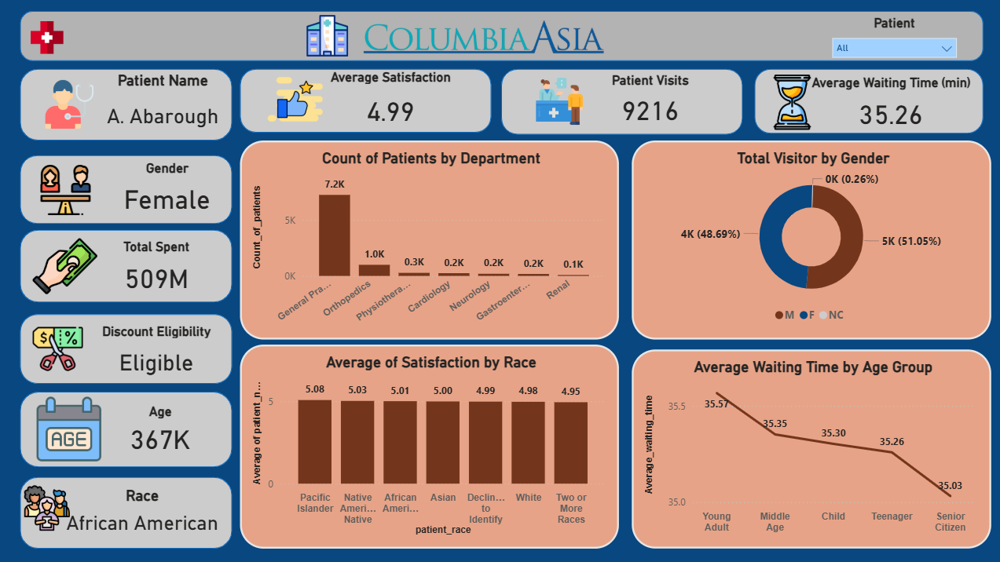 COLUMBIAASIA
Patient
All
Patient Name
A. Abarough
Average Satisfaction
4.99
Patient Visits
9216
Average Waiting Time (min)
35.26
Gender
Female
Total Spent
509M
Discount Eligibility
$ %
Eligible
Age
AGE
367K
Race
African American
Count of Patients by Department
Count_of_patients
5K
0K
7.2K
1.0K
0.3K
0.2K
0.2K
0.2K
0.1K
General Pra...
Orthopedics
Physiothera...
Cardiology
Neurology
Gastroenter...
Renal
Total Visitor by Gender
0K (0.26%)
4K (48.69%)
5K (51.05%)
M F NC
Average of Satisfaction by Race
Average of patient_n...
5
0
5.08 5.03 5.01 5.00 4.99 4.98 4.95
Pacific
Islander
Native
Ameri...
Native
African
Ameri...
Asian
Declin...
to
Identify
White
Two or
More
Races
patient_race
Average Waiting Time by Age Group
Average_waiting_time
35.5
35.0
35.57
35.35
35.30
35.26
35.03
Young
Adult
Middle
Age
Child
Teenager
Senior
Citizen